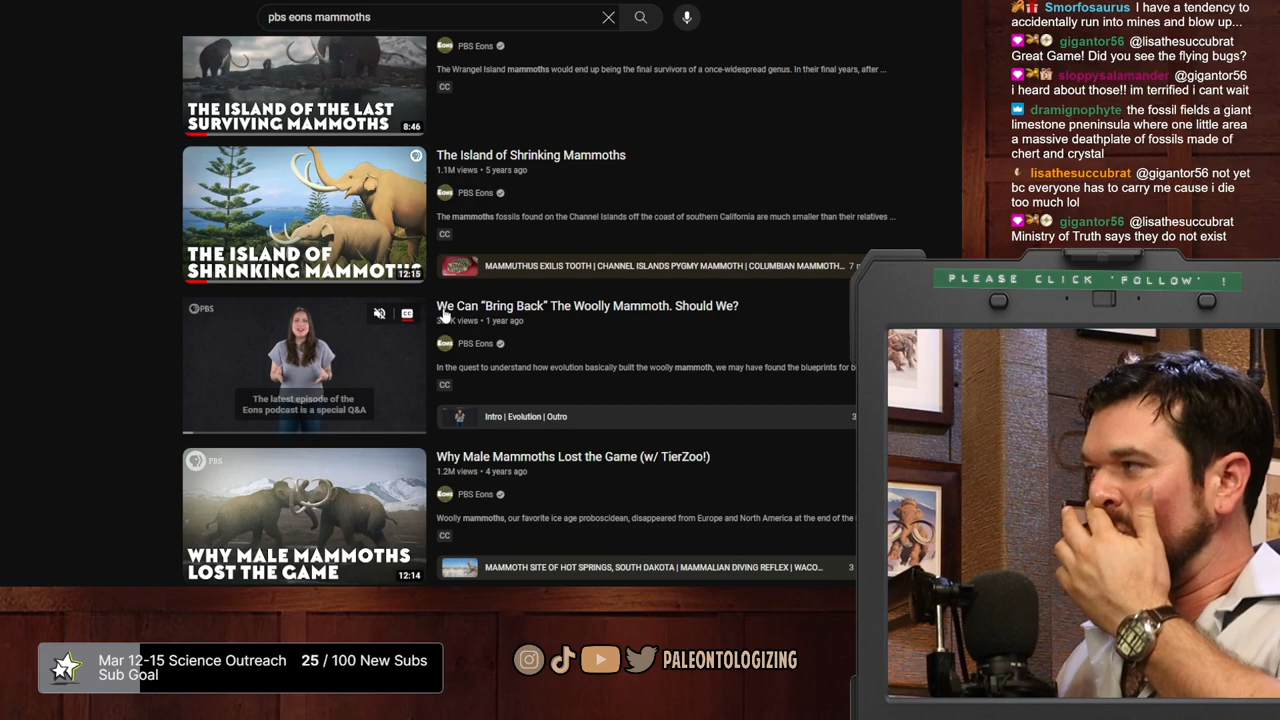 pbs eons mammoths
PBS Eons
The Wrangel Island mammoths would end up being the final survivors of a once-widespread genus. In their final years, after ...
CC
THE ISLAND OF THE LAST
SURVIVING MAMMOTHS
8:46
The Island of Shrinking Mammoths
1.1M views • 5 years ago
PBS Eons
The mammoths fossils found on the Channel Islands off the coast of southern California are much smaller than their relatives ...
CC
THE ISLAND OF
SHRINKING MAMMOTHS
12:15
MAMMUTHUS EXILIS TOOTH | CHANNEL ISLANDS PYGMY MAMMOTH | COLUMBIAN MAMMOTH... 7
We Can “Bring Back” The Woolly Mammoth. Should We?
views • 1 year ago
PBS
CC
PBS Eons
In the quest to understand how evolution basically built the woolly mammoth, we may have found the blueprints for b
CC
The latest episode of the
Eons podcast is a special Q&A
Intro | Evolution | Outro
3
Why Male Mammoths Lost the Game (w/ TierZoo!)
1.2M views • 4 years ago
PBS
PBS Eons
Woolly mammoths, our favorite ice age proboscidean, disappeared from Europe and North America at the end of the
CC
WHY MALE MAMMOTHS
LOST THE GAME
12:14
MAMMOTH SITE OF HOT SPRINGS, SOUTH DAKOTA | MAMMALIAN DIVING REFLEX | WACO... 3
Smorfosaurus I have a tendency to
accidentally run into mines and blow up...
gigantor56 @lisathesuccubrat
Great Game! Did you see the flying bugs?
sloppysalamander @gigantor56
i heard about those!! im terrified i cant wait
dramignophyte the fossil fields a giant
limestone pneninsula where one little area
a massive deathplate of fossils made of
chert and crystal
lisathesuccubrat @gigantor56 not yet
bc everyone has to carry me cause i die
too much lol
gigantor56 @lisathesuccubrat
Ministry of Truth says they do not exist
PLEASE CLICK 'FOLLOW' !
Mar 12-15 Science Outreach 25 / 100 New Subs
Sub Goal
PALEONTOLOGIZING